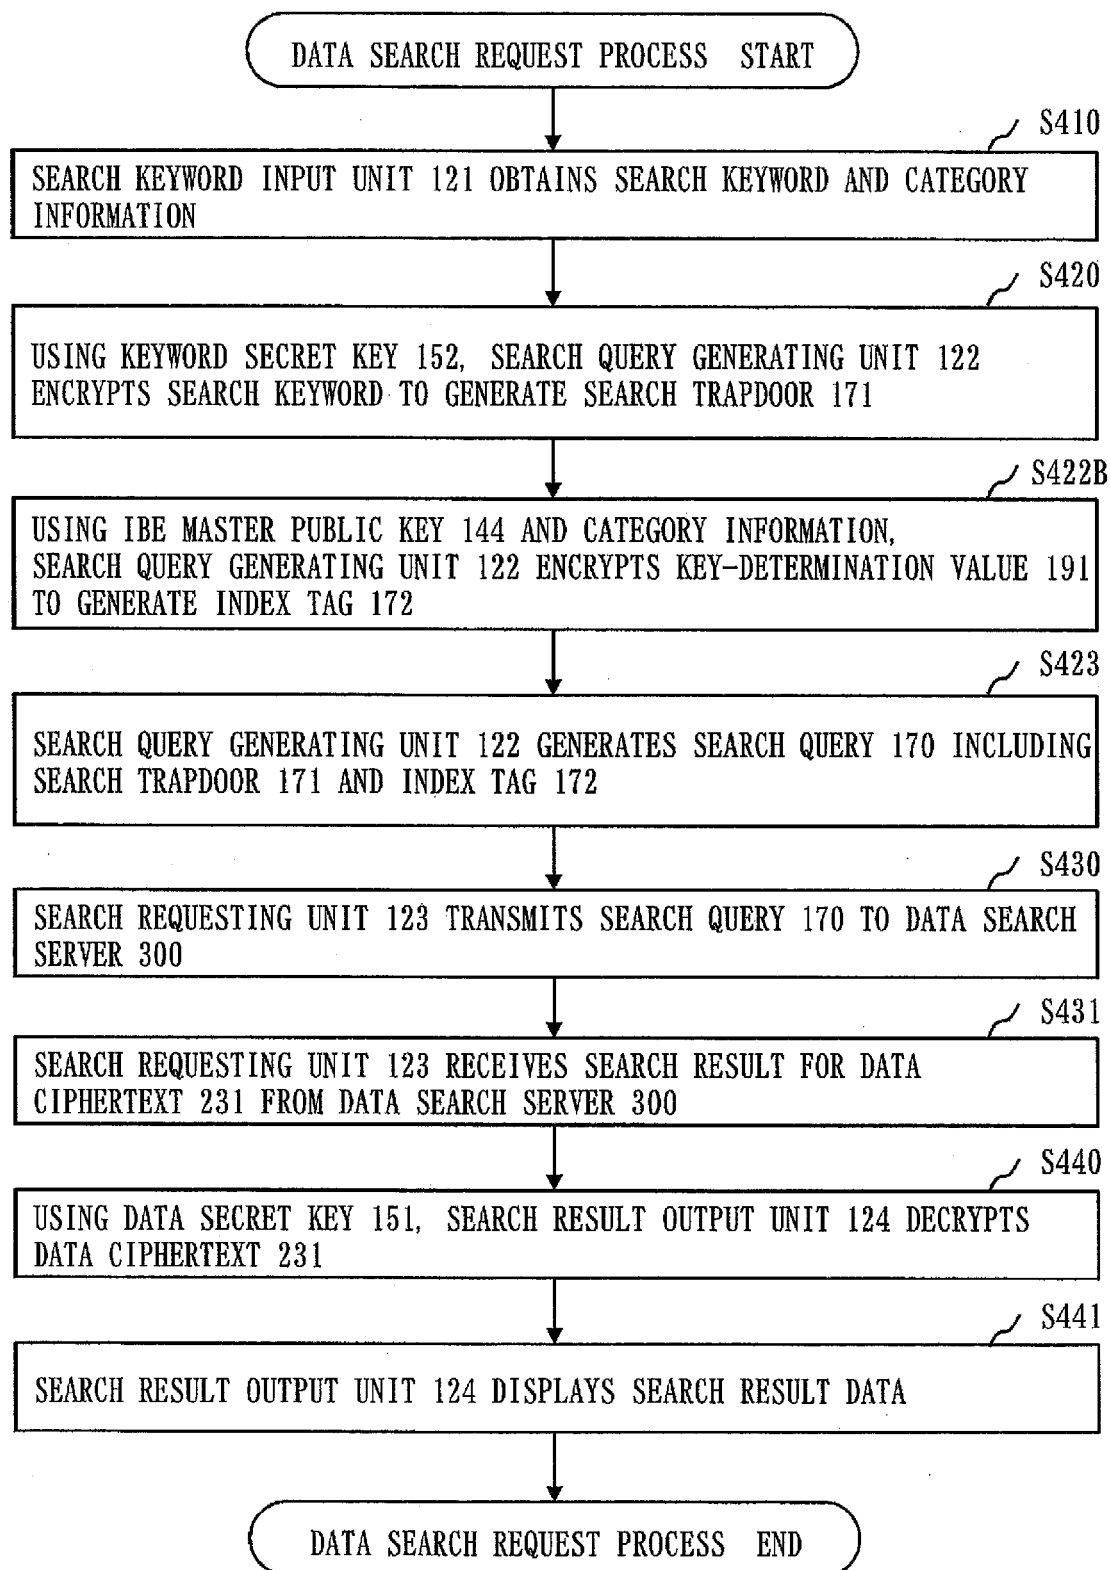 DATA SEARCH REQUEST PROCESS START
S410
SEARCH KEYWORD INPUT UNIT 121 OBTAINS SEARCH KEYWORD AND CATEGORY
INFORMATION
S420
USING KEYWORD SECRET KEY 152, SEARCH QUERY GENERATING UNIT 122
ENCRYPTS SEARCH KEYWORD TO GENERATE SEARCH TRAPDOOR 171
S422B
USING IBE MASTER PUBLIC KEY 144 AND CATEGORY INFORMATION,
SEARCH QUERY GENERATING UNIT 122 ENCRYPTS KEY-DETERMINATION VALUE 191
TO GENERATE INDEX TAG 172
S423
SEARCH QUERY GENERATING UNIT 122 GENERATES SEARCH QUERY 170 INCLUDING
SEARCH TRAPDOOR 171 AND INDEX TAG 172
S430
SEARCH REQUESTING UNIT 123 TRANSMITS SEARCH QUERY 170 TO DATA SEARCH
SERVER 300
S431
SEARCH REQUESTING UNIT 123 RECEIVES SEARCH RESULT FOR DATA
CIPHERTEXT 231 FROM DATA SEARCH SERVER 300
S440
USING DATA SECRET KEY 151, SEARCH RESULT OUTPUT UNIT 124 DECRYPTS
DATA CIPHERTEXT 231
S441
SEARCH RESULT OUTPUT UNIT 124 DISPLAYS SEARCH RESULT DATA
DATA SEARCH REQUEST PROCESS END